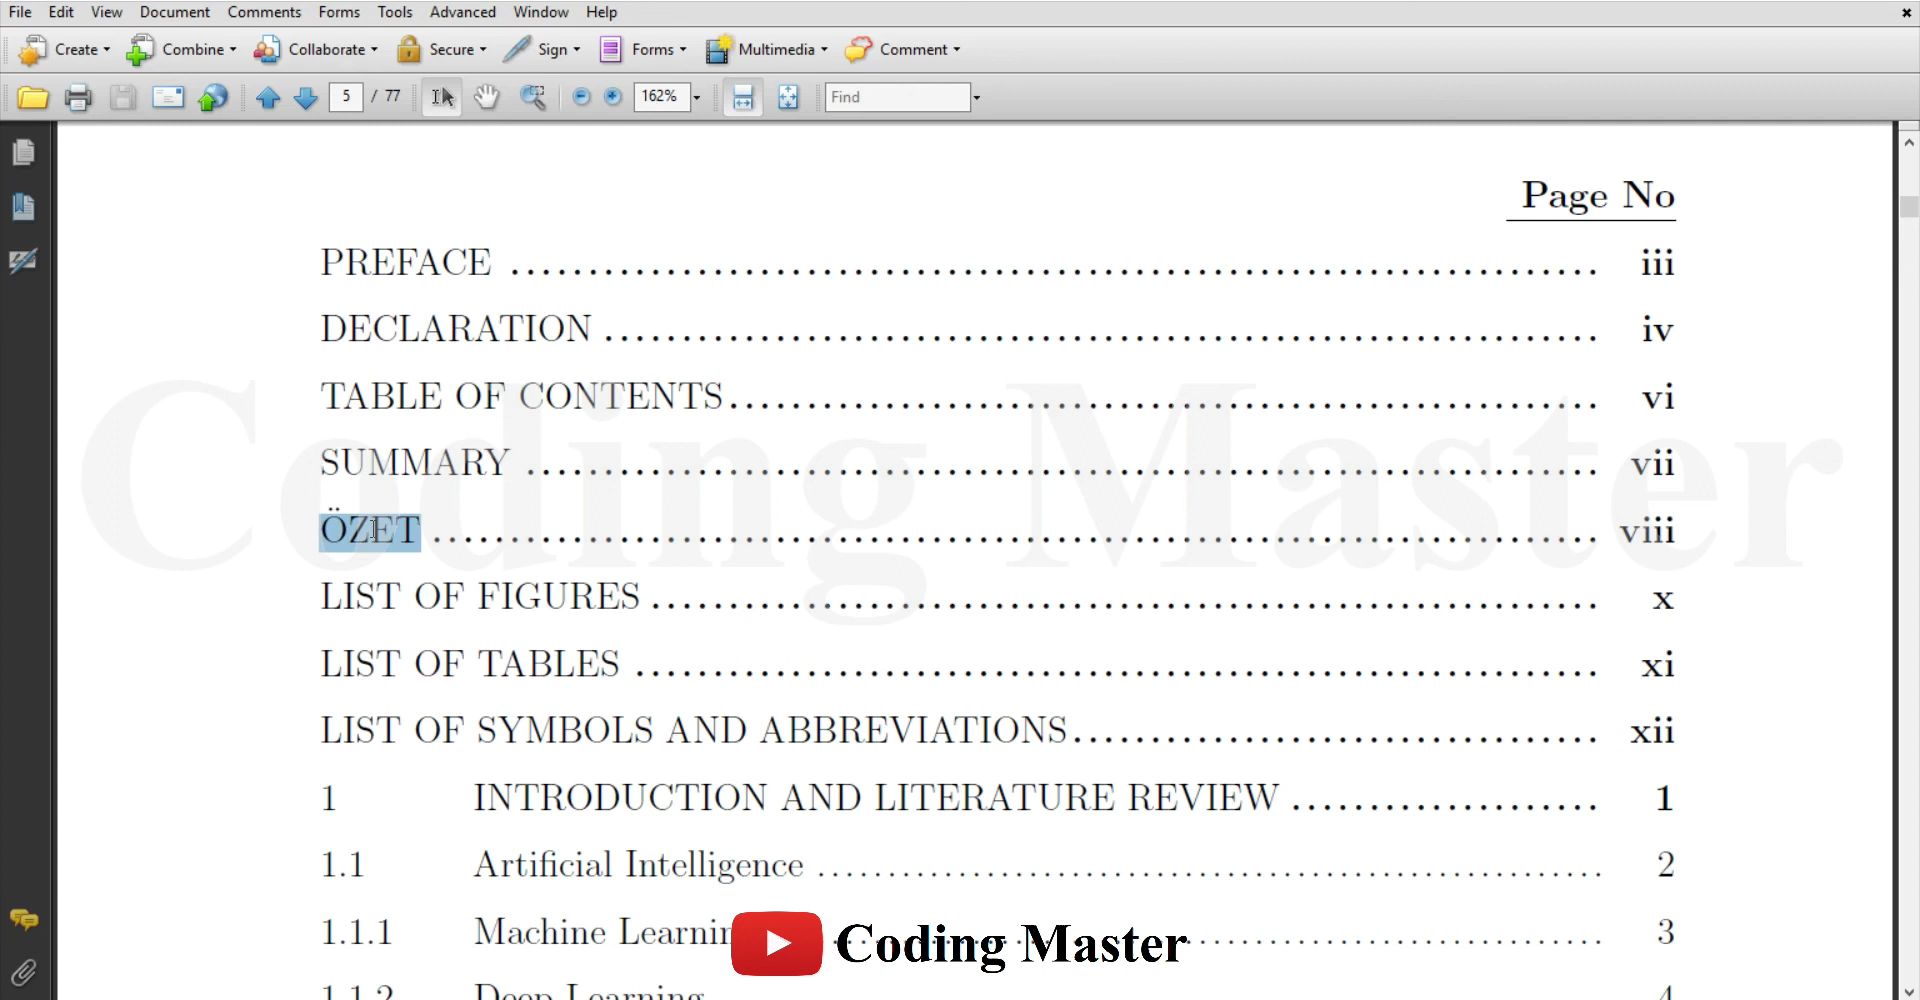 File Edit View Document Comments Forms Tools Advanced Window Help
Create Combine Collaborate Secure Sign Forms Multimedia Comment
5 / 77 162% Find
Page No
PREFACE ........ iii
DECLARATION ........ iv
TABLE OF CONTENTS ........ vi
SUMMARY ........ vii
ÖZET ........ viii
LIST OF FIGURES ........ x
LIST OF TABLES ........ xi
LIST OF SYMBOLS AND ABBREVIATIONS ........ xii
1 INTRODUCTION AND LITERATURE REVIEW ........ 1
1.1 Artificial Intelligence ........ 2
1.1.1 Machine Learnin ........ 3
1.1.2 Deep Learning ........ 4
Coding Master
Coding Master